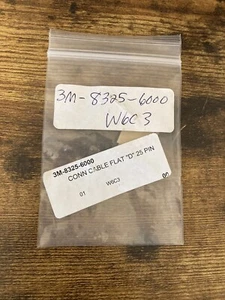 3M-8325-6000
W6C3
3M-8325-6000
CONN CABLE FLAT "D" 25 PIN
01 W6C3